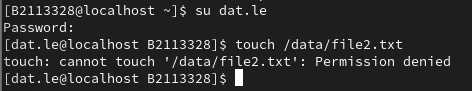 [B2113328@localhost ~]$ su dat.le
Password:
[dat.le@localhost B2113328]$ touch /data/file2.txt
touch: cannot touch '/data/file2.txt': Permission denied
[dat.le@localhost B2113328]$